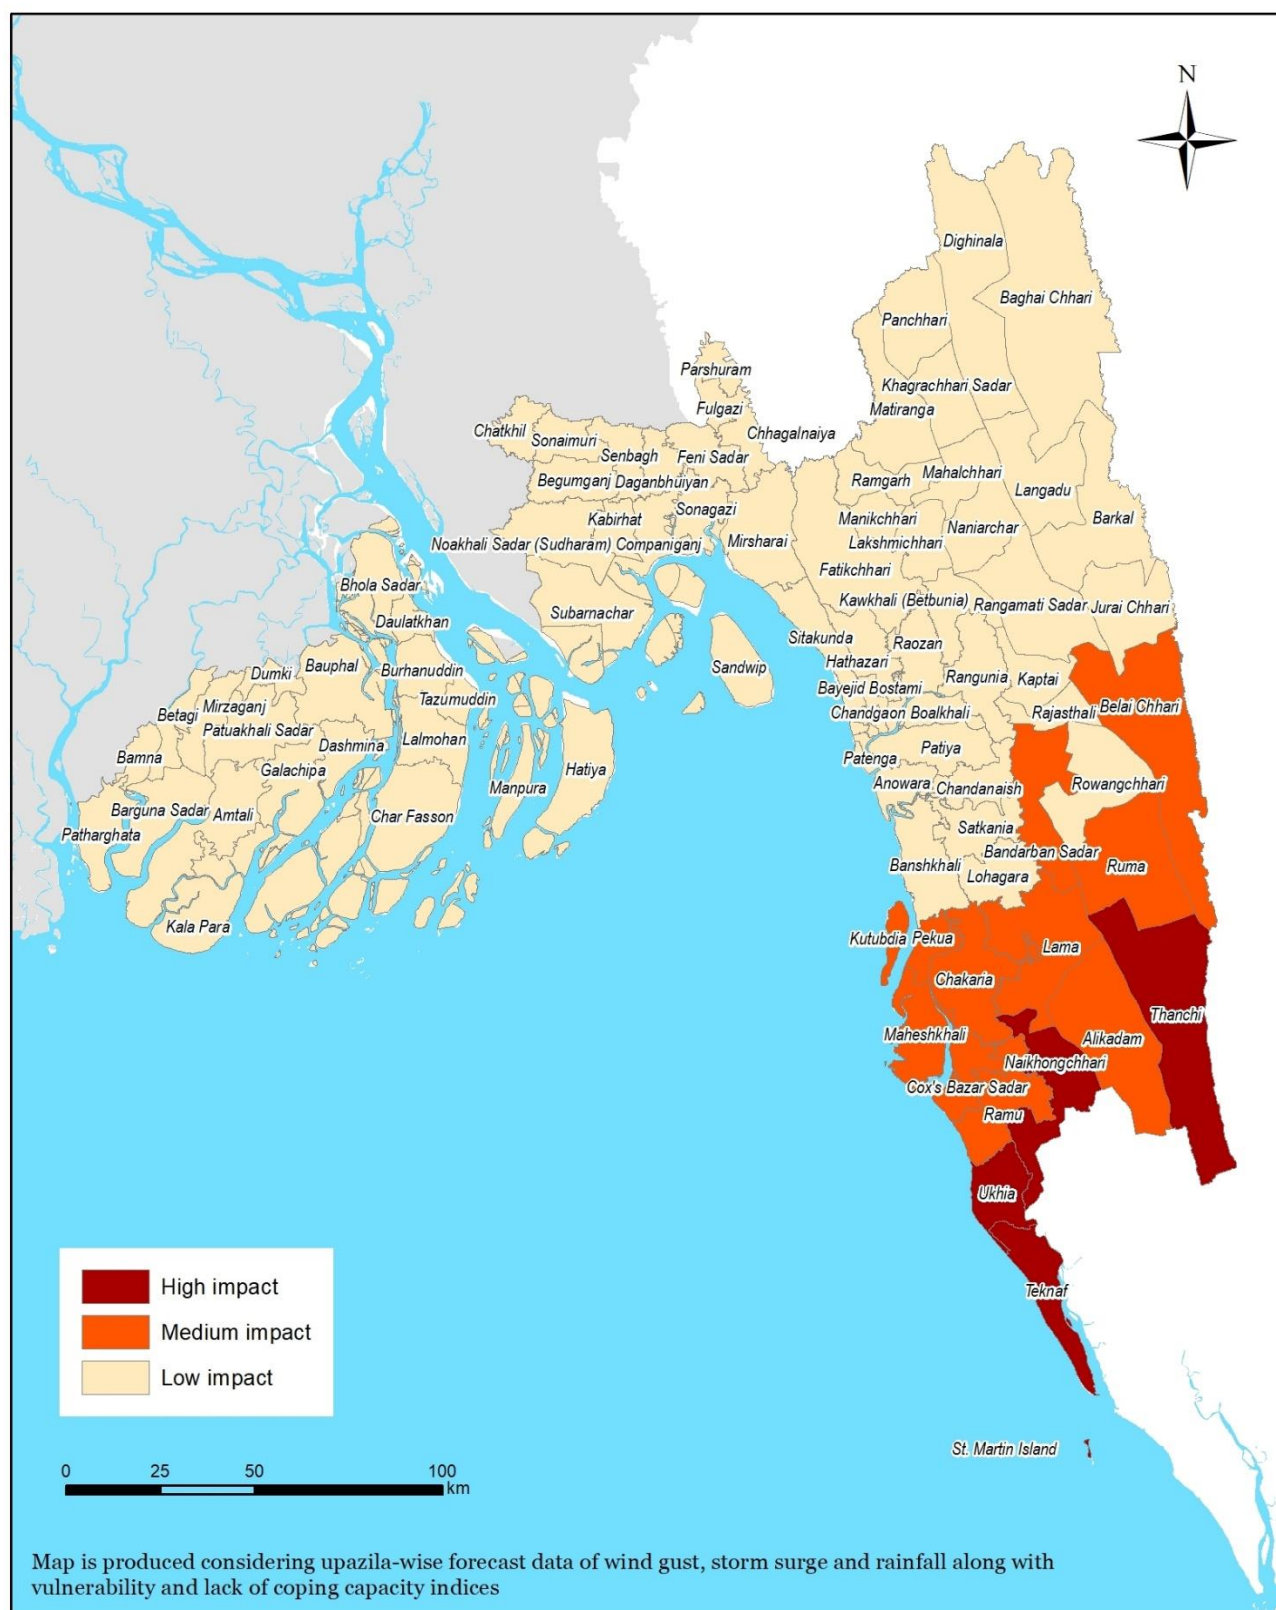 N
Dighinala
Baghai Chhari
Panchhari
Parshuram
Khagrachhari Sadar
Fulgazi
Matiranga
Chatkhil
Sonaimuri
Chhagalnaiya
Senbagh
Feni Sadar
Begumganj
Daganbhuiyan
Ramgarh
Mahalchhari
Langadu
Sonagazi
Kabirhat
Manikchhari
Naniarchar
Barkal
Noakhali Sadar (Sudharam)
Companiganj
Mirsharai
Lakshmichhari
Fatikchhari
Bhola Sadar
Subarnachar
Kawkhali (Betbunia)
Rangamati Sadar
Jurai Chhari
Daulatkhan
Sitakunda
Raozan
Hathazari
Dumki
Bauphal
Burhanuddin
Sandwip
Rangunia
Kaptai
Betagi
Mirzaganj
Tazumuddin
Bayejid Bostami
Belai Chhari
Patuakhali Sadar
Chandgaon
Boalkhali
Rajasthali
Bamna
Dashmina
Lalmohan
Patenga
Patiya
Galachipa
Manpura
Hatiya
Anowara
Chandanaish
Rowangchhari
Barguna Sadar
Amtali
Char Fasson
Patharghata
Satkania
Bandarban Sadar
Banshkhali
Lohagara
Ruma
Kala Para
Kutubdia
Pekua
Lama
Chakaria
Thanchi
Maheshkhali
Alikadam
Naikhongchhari
Cox's Bazar Sadar
Ramu
Ukhia
Teknaf
St. Martin Island
High impact
Medium impact
Low impact
0 25 50 100
km
Map is produced considering upazila-wise forecast data of wind gust, storm surge and rainfall along with
vulnerability and lack of coping capacity indices